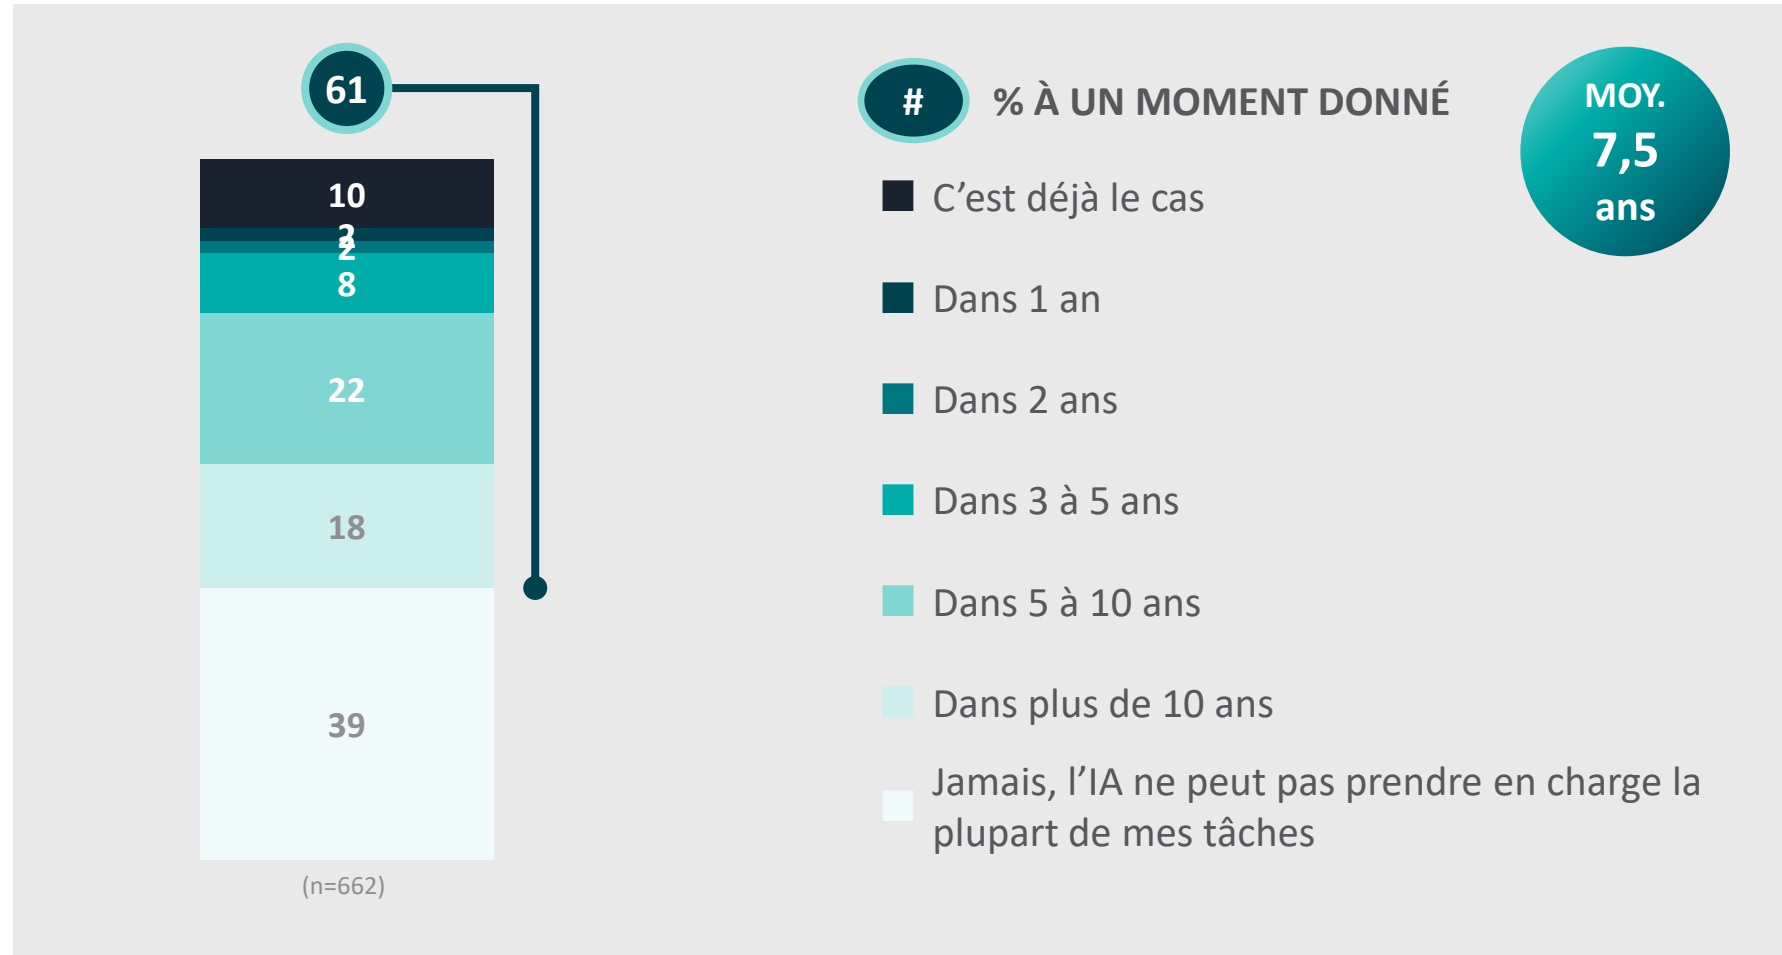 61
10
2
2
8
22
18
39
(n=662)
# % À UN MOMENT DONNÉ
C’est déjà le cas
Dans 1 an
Dans 2 ans
Dans 3 à 5 ans
Dans 5 à 10 ans
Dans plus de 10 ans
Jamais, l’IA ne peut pas prendre en charge la
plupart de mes tâches
MOY.
7,5
ans